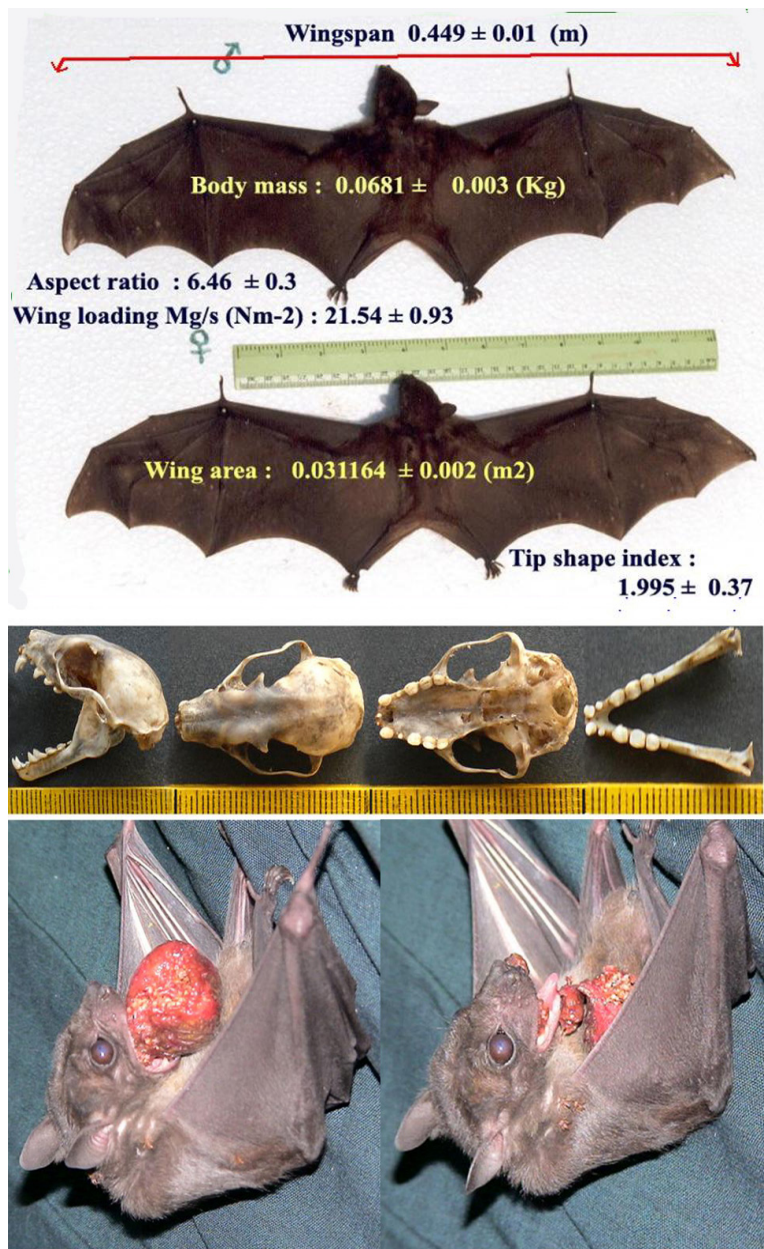 Wingspan 0.449 ± 0.01 (m)
♂
Body mass : 0.0681 ± 0.003 (Kg)
Aspect ratio : 6.46 ± 0.3
Wing loading Mg/s (Nm-2) : 21.54 ± 0.93
♀
Wing area : 0.031164 ± 0.002 (m2)
Tip shape index :
1.995 ± 0.37